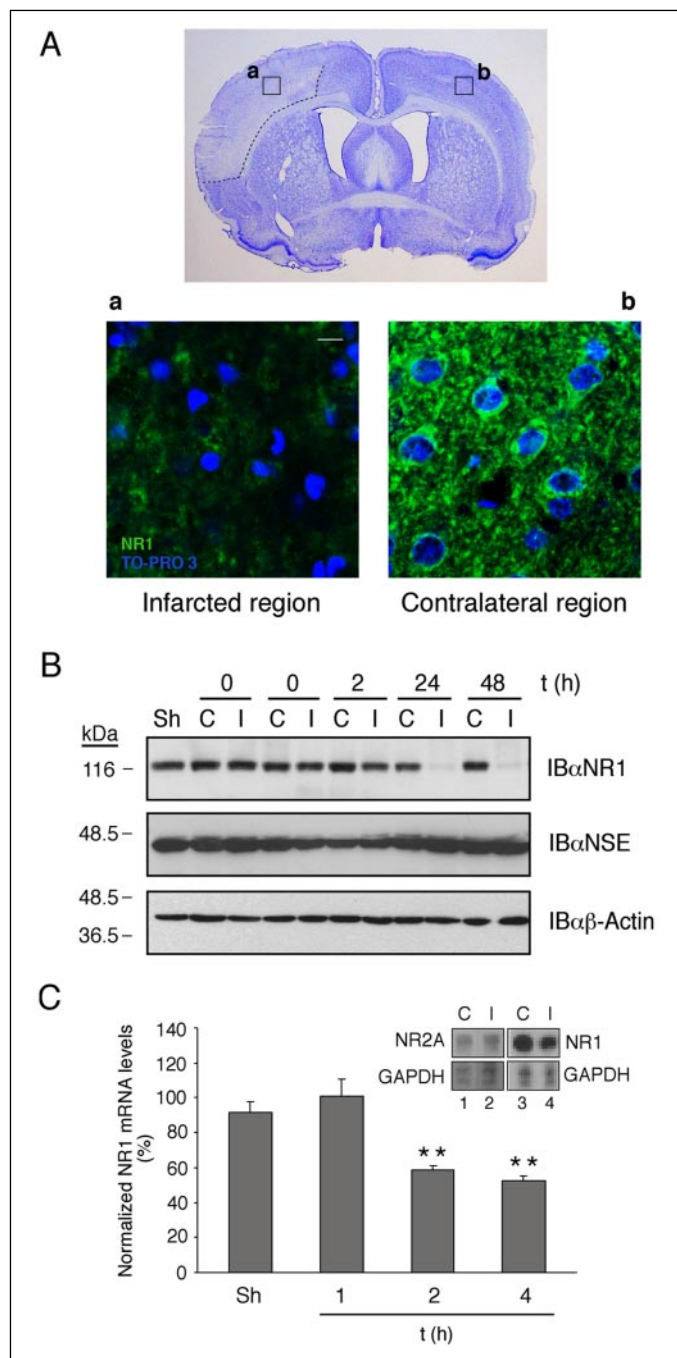 A
a
b
a
b
NR1
TO-PRO 3
Infarcted region
Contralateral region
B
0 0 2 24 48 t (h)
kDa Sh C I C I C I C I C I
116 IBαNR1
48.5 IBαNSE
48.5
36.5 IBαβ-Actin
C
C I C I
NR2A NR1
GAPDH GAPDH
1 2 3 4
Normalized NR1 mRNA levels
(%)
140
120
100
80
60
40
20
0
** **
Sh 1 2 4
t (h)